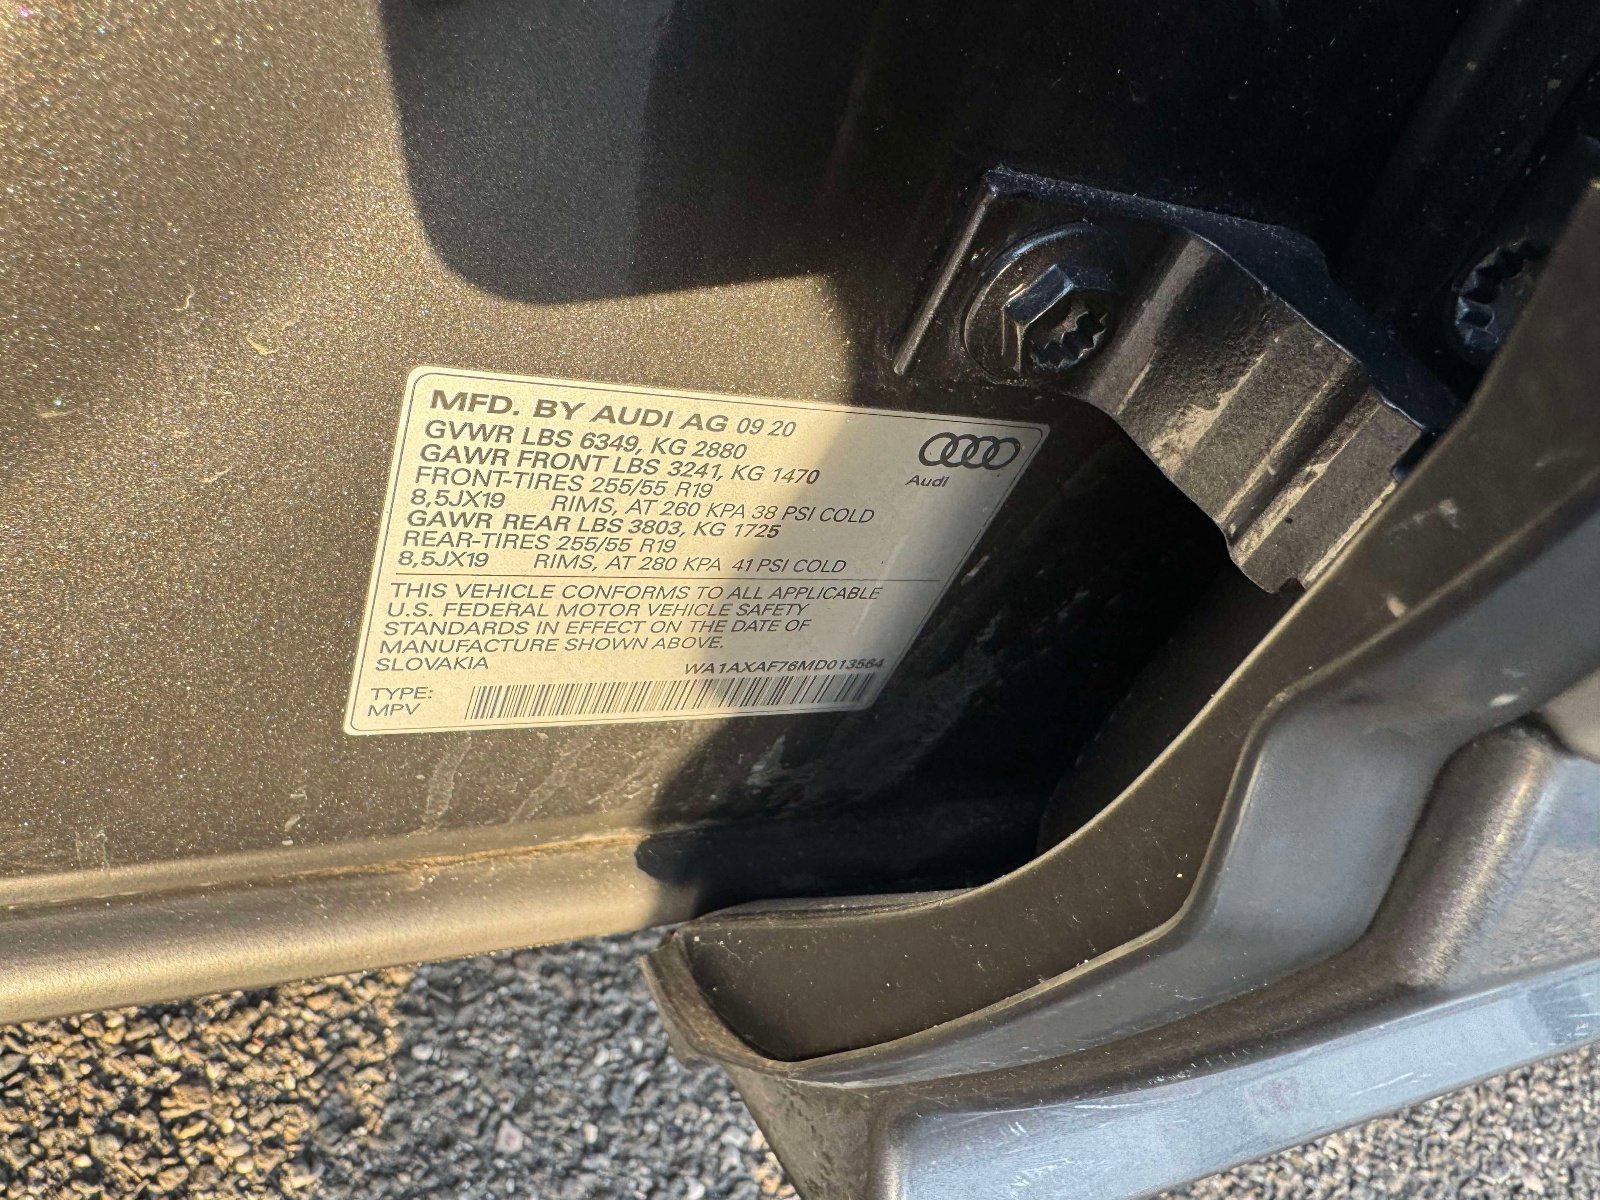 MFD. BY AUDI AG 09 20
GVWR LBS 6349, KG 2880
GAWR FRONT LBS 3241, KG 1470
FRONT-TIRES 255/55 R19
8,5JX19 RIMS, AT 260 KPA 38 PSI COLD
GAWR REAR LBS 3803, KG 1725
REAR-TIRES 255/55 R19
8,5JX19 RIMS, AT 280 KPA 41 PSI COLD
Audi
THIS VEHICLE CONFORMS TO ALL APPLICABLE
U.S. FEDERAL MOTOR VEHICLE SAFETY
STANDARDS IN EFFECT ON THE DATE OF
MANUFACTURE SHOWN ABOVE.
SLOVAKIA WA1AXAF76MD013564
TYPE:
MPV